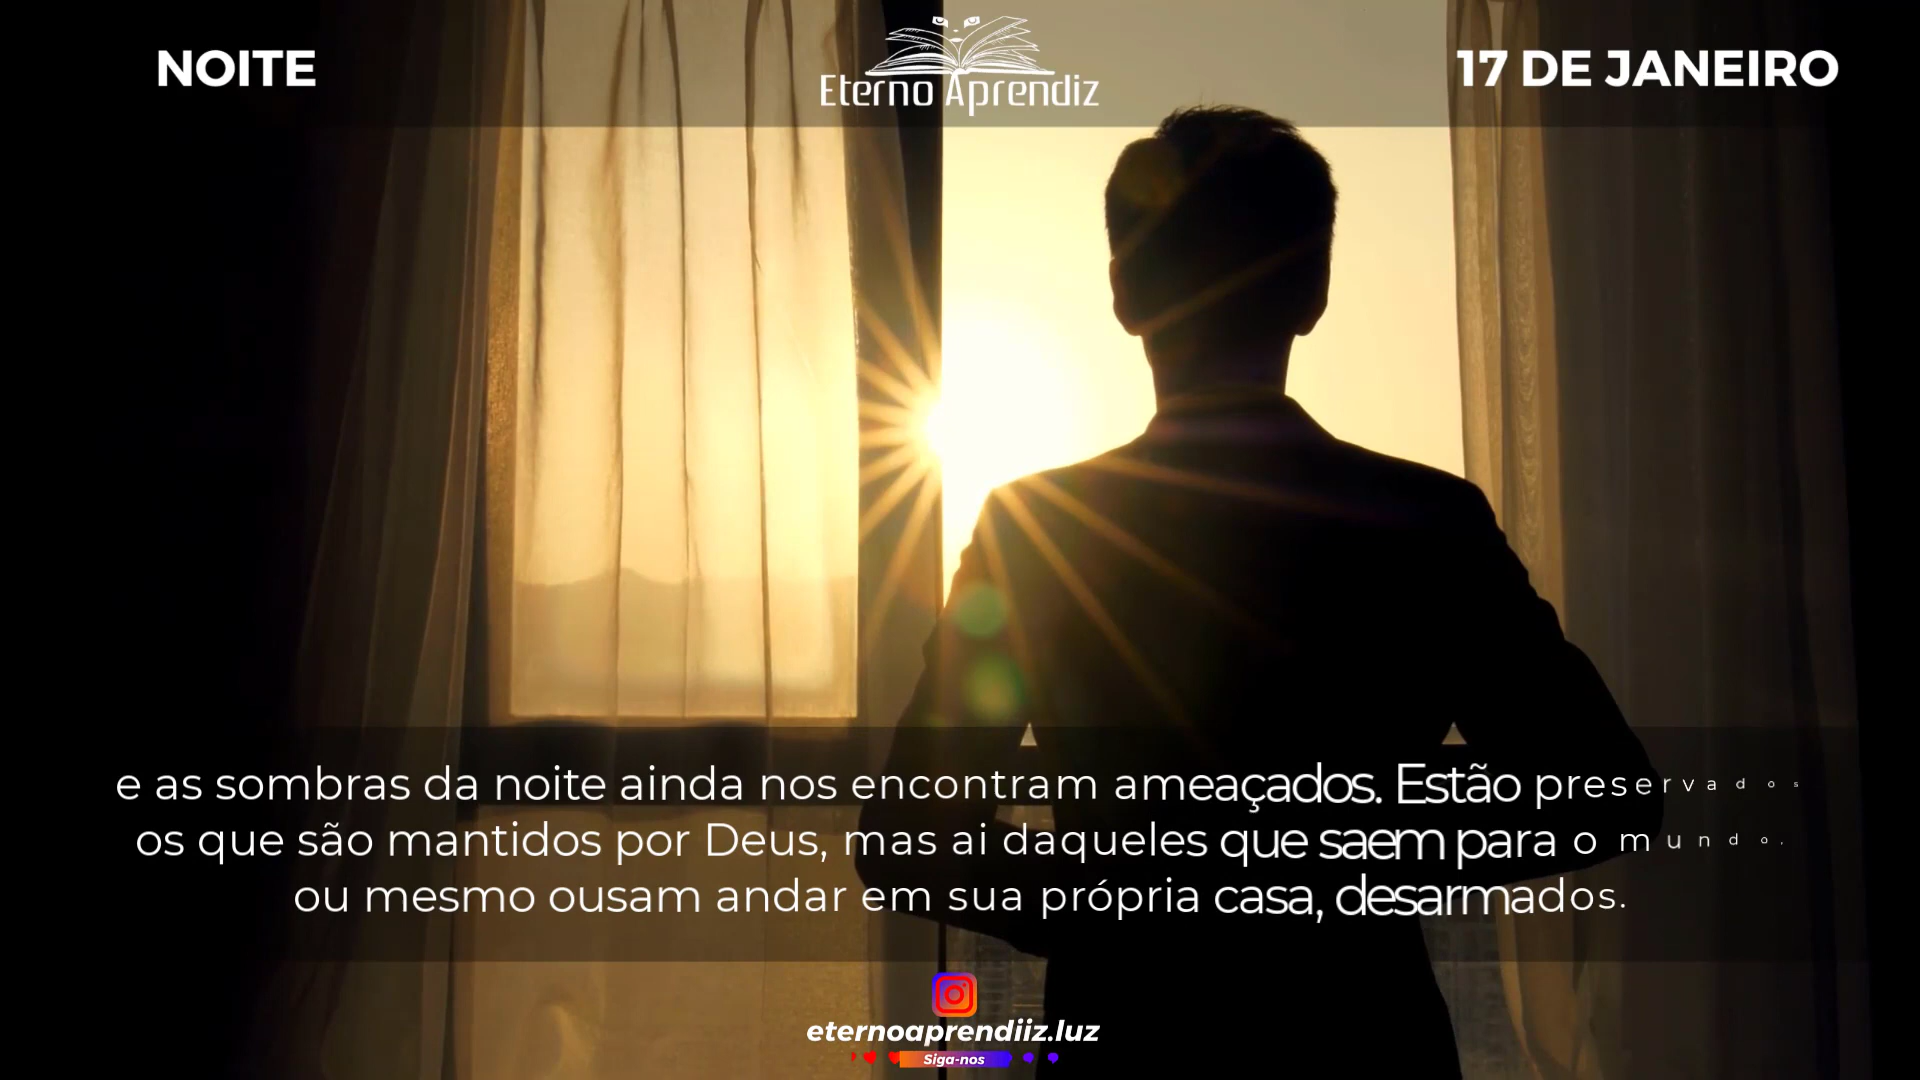 NOITE
Eterno Aprendiz
17 DE JANEIRO
e as sombras da noite ainda nos encontram ameaçados. Estão preservados
os que são mantidos por Deus, mas ai daqueles que saem para o mundo.
ou mesmo ousam andar em sua própria casa, desarmados.
eternoaprendiiz.luz
Siga-nos